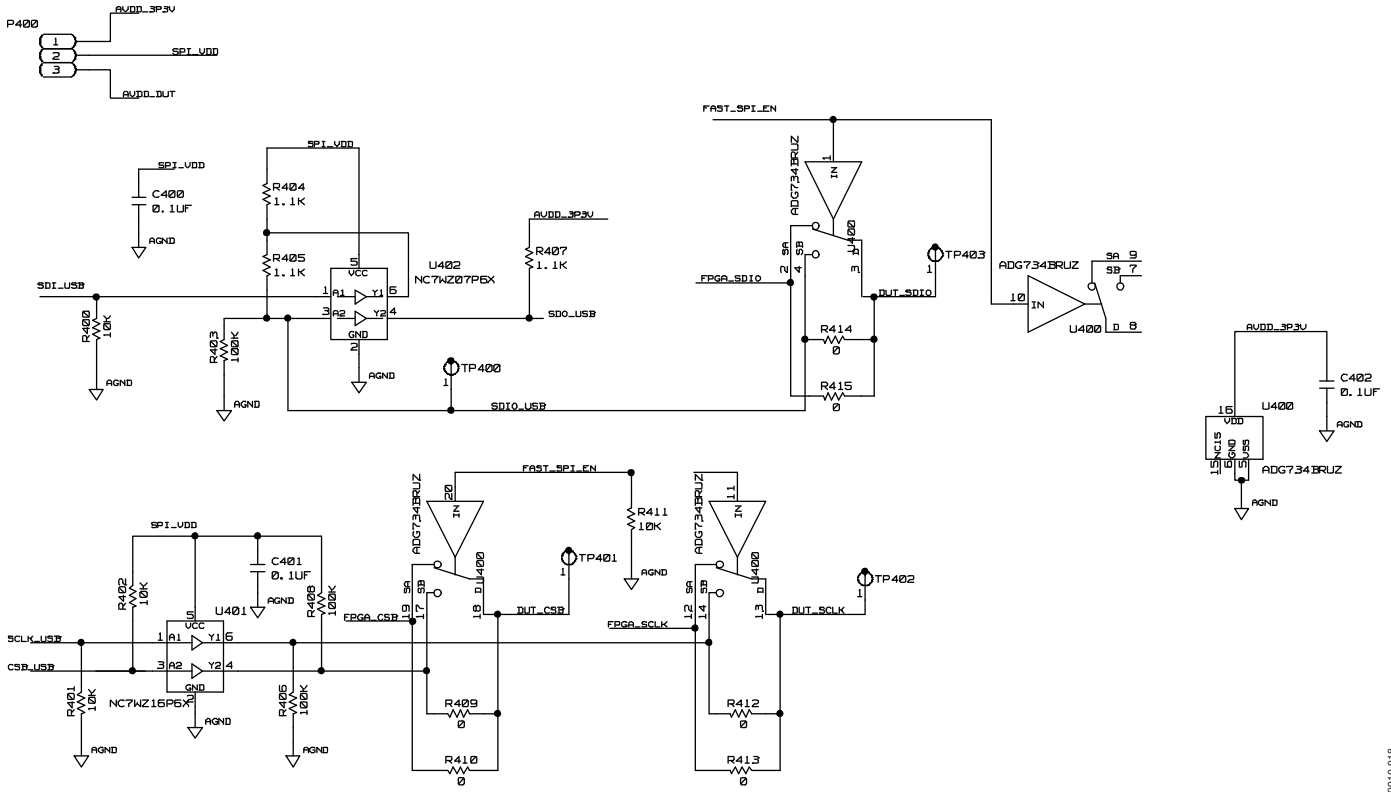 P400
AVDD_3P3V
1
2
3
SPI_VDD
AVDD_DUT
SPI_VDD
C400
0.1UF
AGND
SPI_VDD
R404
1.1K
R405
1.1K
5
VCC
U402
NC7WZ07P6X
SDI_USB
1
A1
Y1
6
3
A2
Y2
4
GND
2
AGND
R400
10K
AGND
R403
100K
AGND
AVDD_3P3V
R407
1.1K
SDO_USB
TP400
1
SDIO_USB
FAST_SPI_EN
ADG734BRUZ
1
IN
U400
SA
SB
D
2
4
3
FPGA_SDIO
DUT_SDIO
TP403
1
R414
0
R415
0
ADG734BRUZ
10
IN
U400
SA 9
SB 7
D 8
AVDD_3P3V
C402
0.1UF
AGND
16
VDD
U400
NC15
GND
VSS
15
6
5
ADG734BRUZ
AGND
SPI_VDD
R402
10K
C401
0.1UF
AGND
R408
100K
U401
5
VCC
SCLK_USB
1
A1
Y1
6
CSB_USB
3
A2
Y2
4
GND
2
NC7WZ16P6X
AGND
R401
10K
AGND
R406
100K
AGND
FAST_SPI_EN
ADG734BRUZ
20
IN
U400
SA
SB
D
19
17
18
FPGA_CSB
DUT_CSB
TP401
1
R411
10K
AGND
R409
0
R410
0
ADG734BRUZ
11
IN
U400
SA
SB
D
12
14
13
FPGA_SCLK
DUT_SCLK
TP402
1
R412
0
R413
0